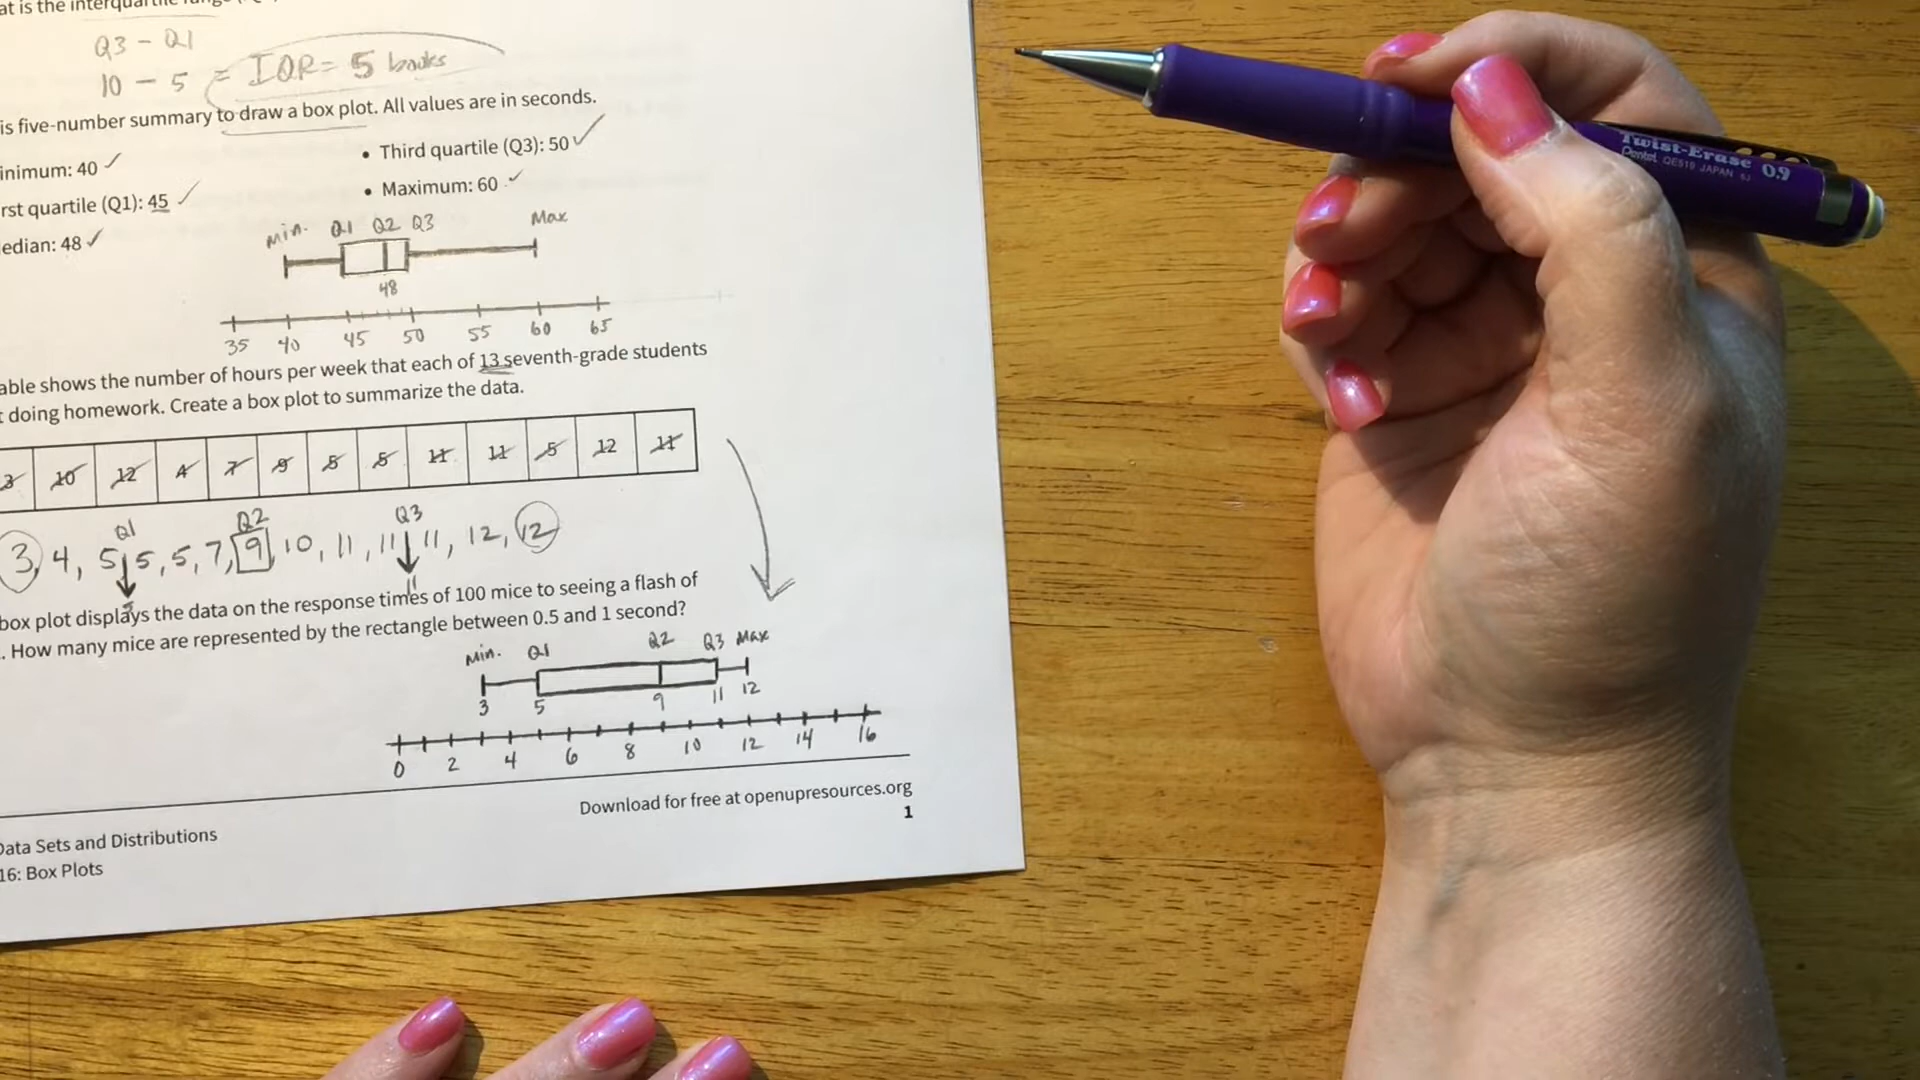 at is the interquartile range
Q3 - Q1
10 - 5 = IQR = 5 books
is five-number summary to draw a box plot. All values are in seconds.
inimum: 40 ✓
• Third quartile (Q3): 50 ✓
rst quartile (Q1): 45 ✓
• Maximum: 60 ✓
edian: 48 ✓
Min. Q1 Q2 Q3 Max
48
35 40 45 50 55 60 65
able shows the number of hours per week that each of 13 seventh-grade students
t doing homework. Create a box plot to summarize the data.
3 10 12 4 7 9 5 5 11 11 5 12 11
Q1 Q2 Q3
3, 4, 5, 5, 5, 7, 9, 10, 11, 11, 11, 12, 12
5 11
box plot displays the data on the response times of 100 mice to seeing a flash of
. How many mice are represented by the rectangle between 0.5 and 1 second?
Min. Q1 Q2 Q3 Max
3 5 9 11 12
0 2 4 6 8 10 12 14 16
Download for free at openupresources.org
1
Data Sets and Distributions
16: Box Plots
Twist-Erase 0.9
Pentel QE519 JAPAN